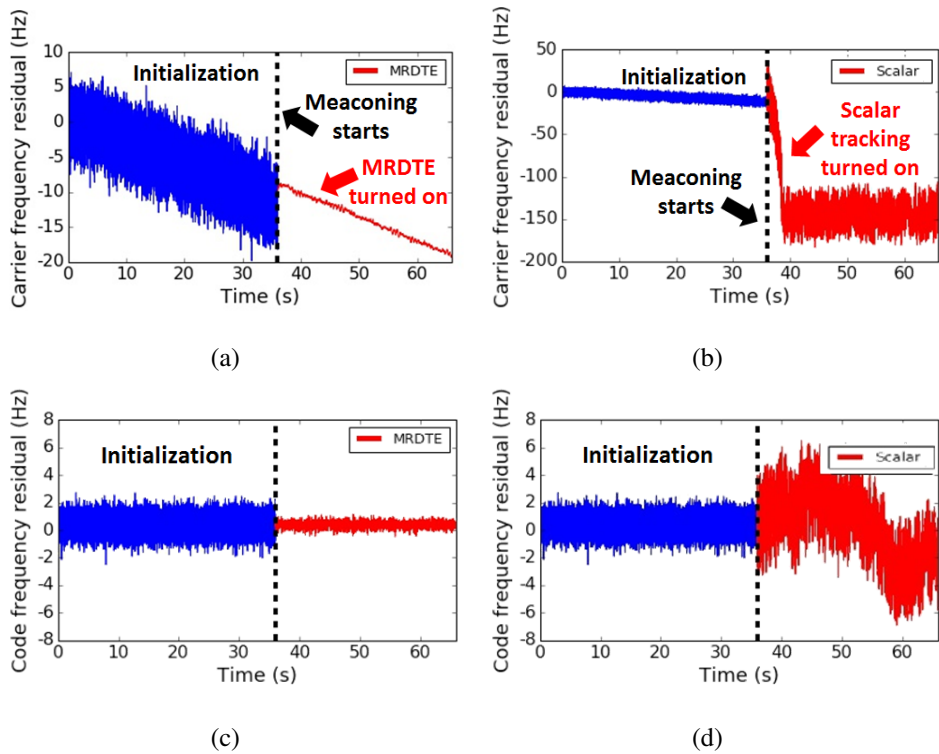 Carrier frequency residual (Hz)
10
5
0
-5
-10
-15
-20
Initialization
MRDTE
Meaconing
starts
MRDTE
turned on
0
10
20
30
40
50
60
Time (s)
(a)
Carrier frequency residual (Hz)
50
0
-50
-100
-150
-200
Initialization
Scalar
Scalar
tracking
turned on
Meaconing
starts
0
10
20
30
40
50
60
Time (s)
(b)
Code frequency residual (Hz)
8
6
4
2
0
-2
-4
-6
-8
Initialization
MRDTE
0
10
20
30
40
50
60
Time (s)
(c)
Code frequency residual (Hz)
8
6
4
2
0
-2
-4
-6
-8
Initialization
Scalar
0
10
20
30
40
50
60
Time (s)
(d)